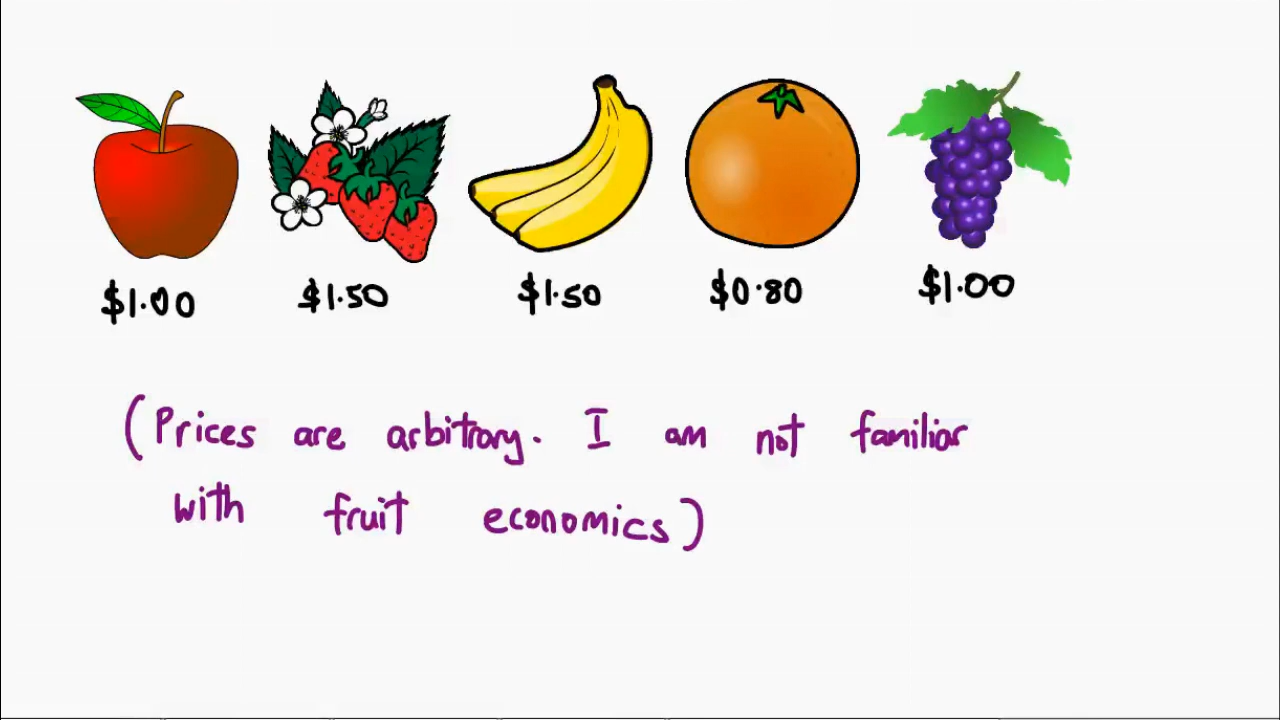 $1.00 $1.50 $1.50 $0.80 $1.00
(Prices are arbitrary. I am not familiar
with fruit economics)